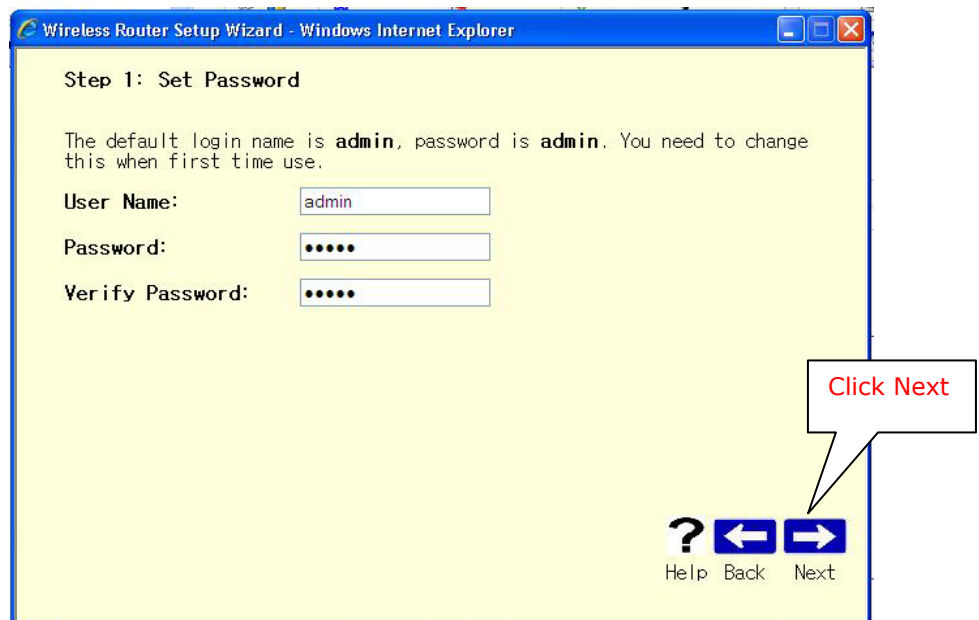 Wireless Router Setup Wizard - Windows Internet Explorer
Step 1: Set Password
The default login name is admin, password is admin. You need to change
this when first time use.
User Name:
admin
Password:
•••••
Verify Password:
•••••
Click Next
?
Help Back Next